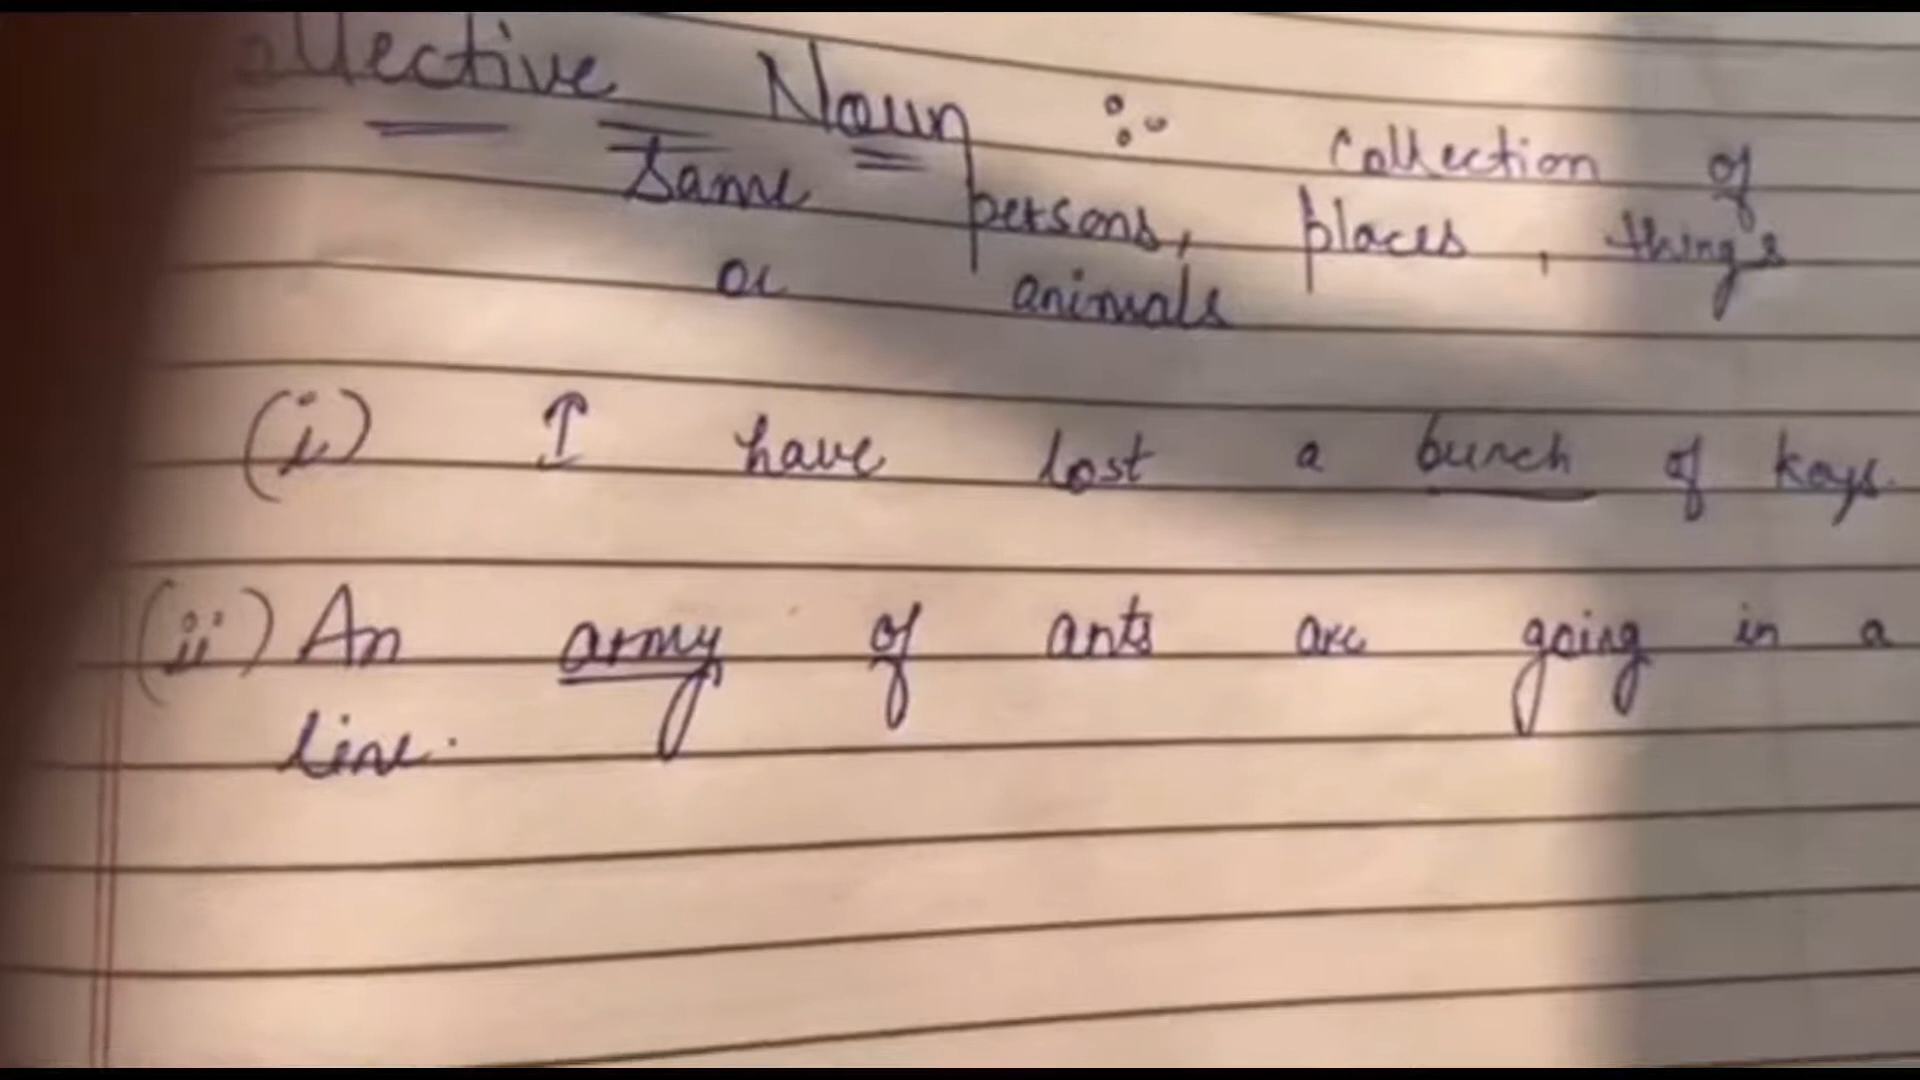 Collective Noun :- Collection of
same persons, places, things
or animals
(i) I have lost a bunch of keys.
(ii) An army of ants are going in a
line.